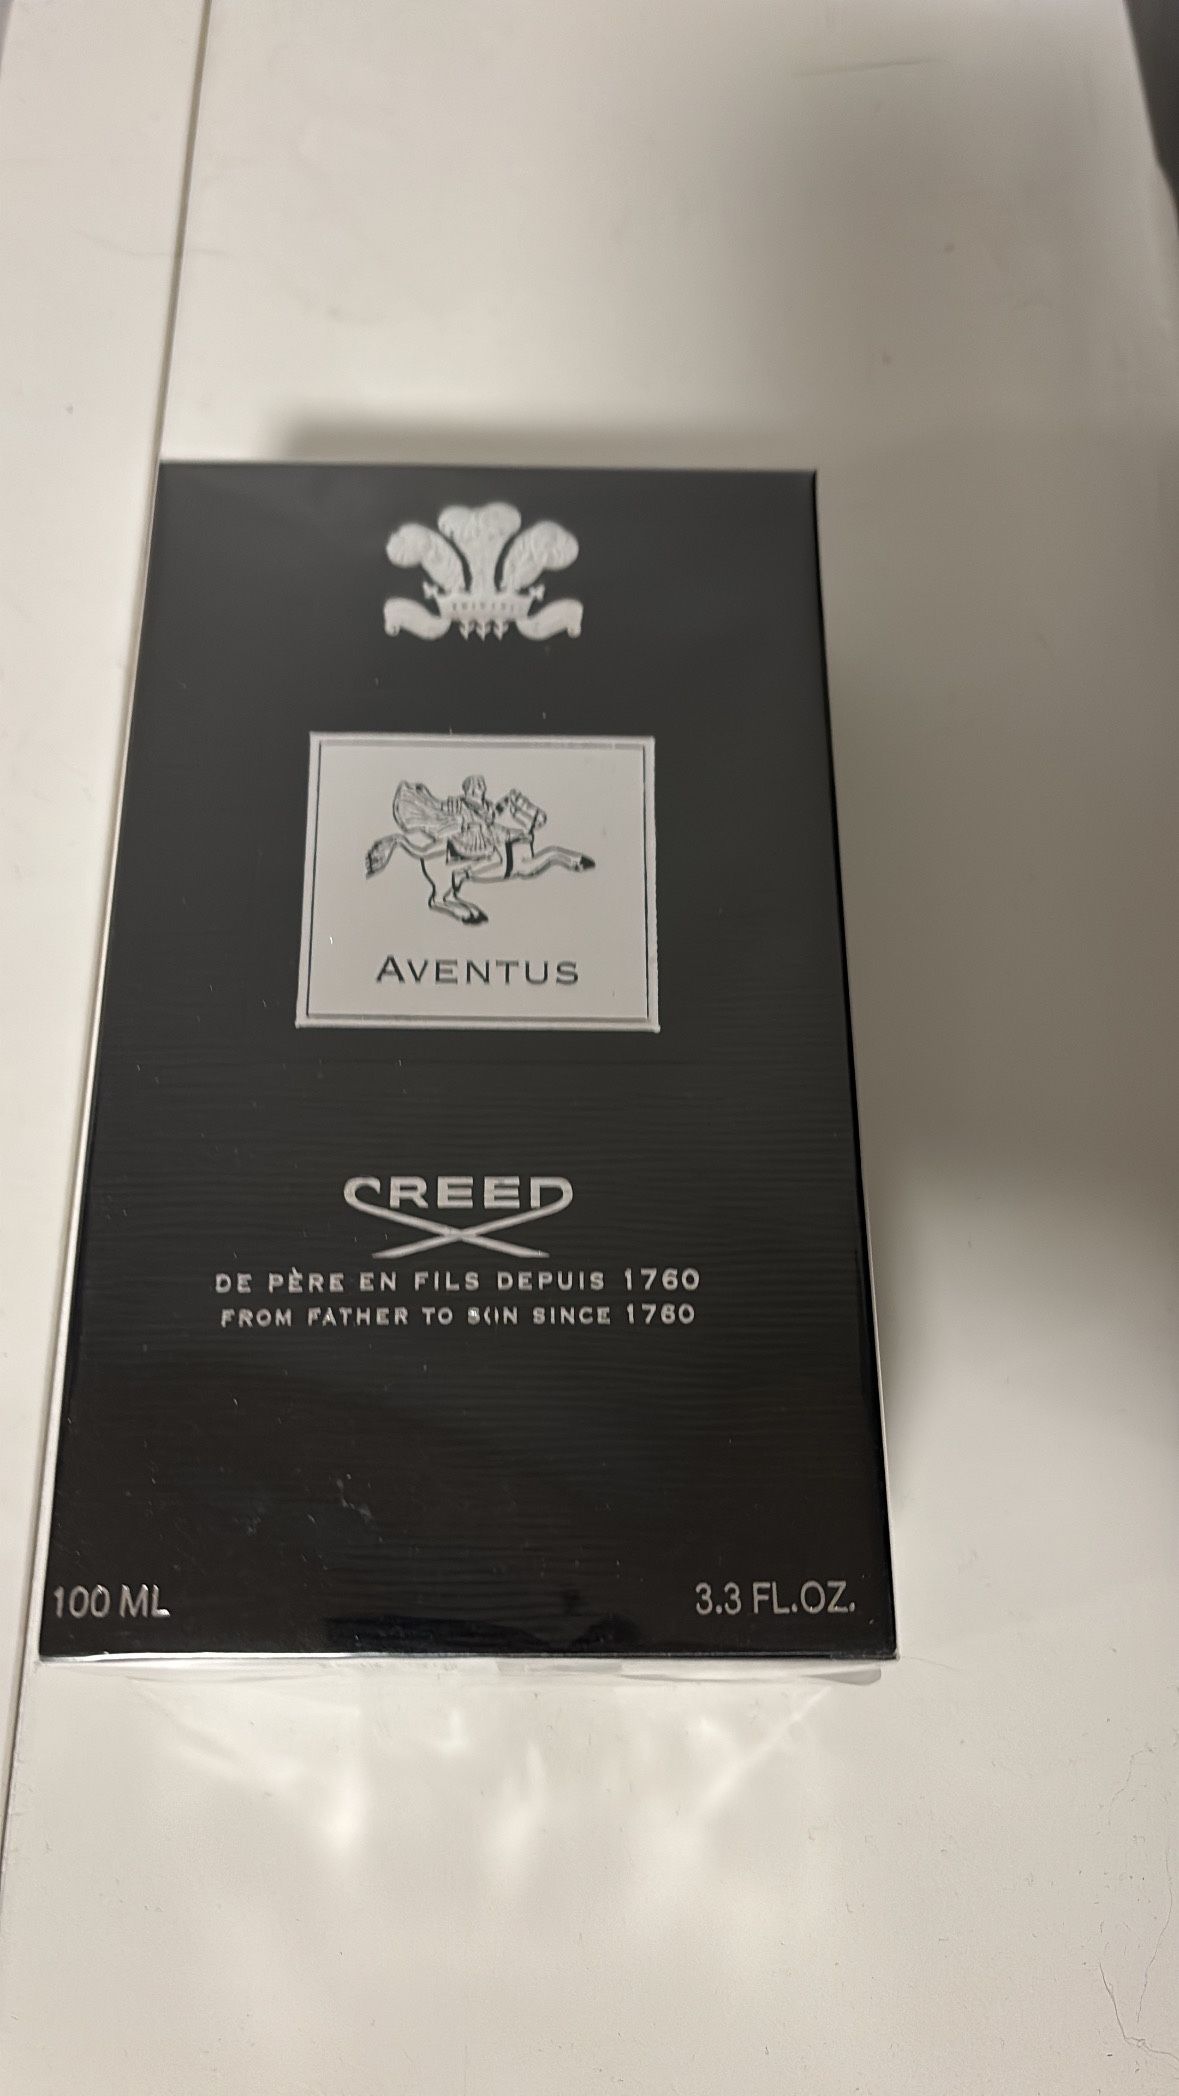 AVENTUS
CREED
DE PÈRE EN FILS DEPUIS 1760
FROM FATHER TO SON SINCE 1760
100 ML
3.3 FL.OZ.